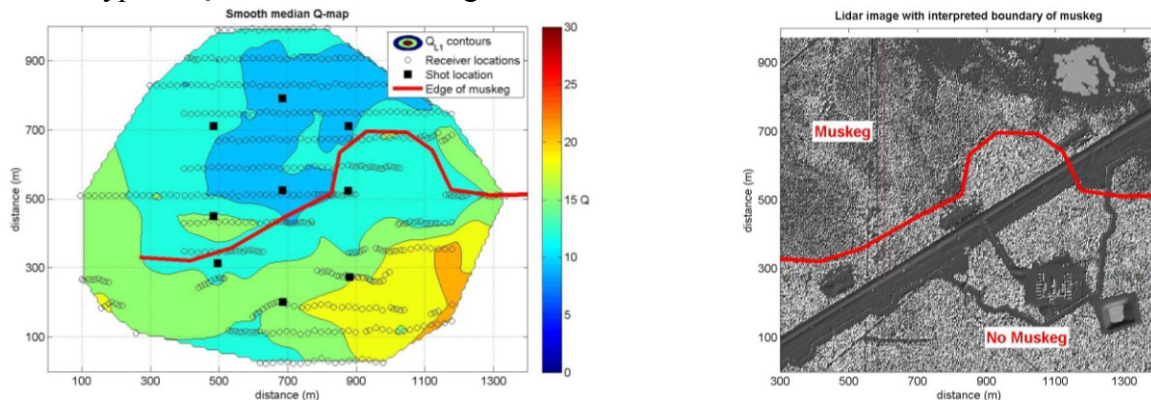 Smooth median Q-map
Q_L1 contours
Receiver locations
Shot location
Edge of muskeg
distance (m)
900
700
500
300
100
100 300 500 700 900 1100 1300
distance (m)
30
25
20
15 Q
10
5
0
Lidar image with interpreted boundary of muskeg
Muskeg
No Muskeg
distance (m)
900
700
500
300
100
300 500 700 900 1100 1300
distance (m)